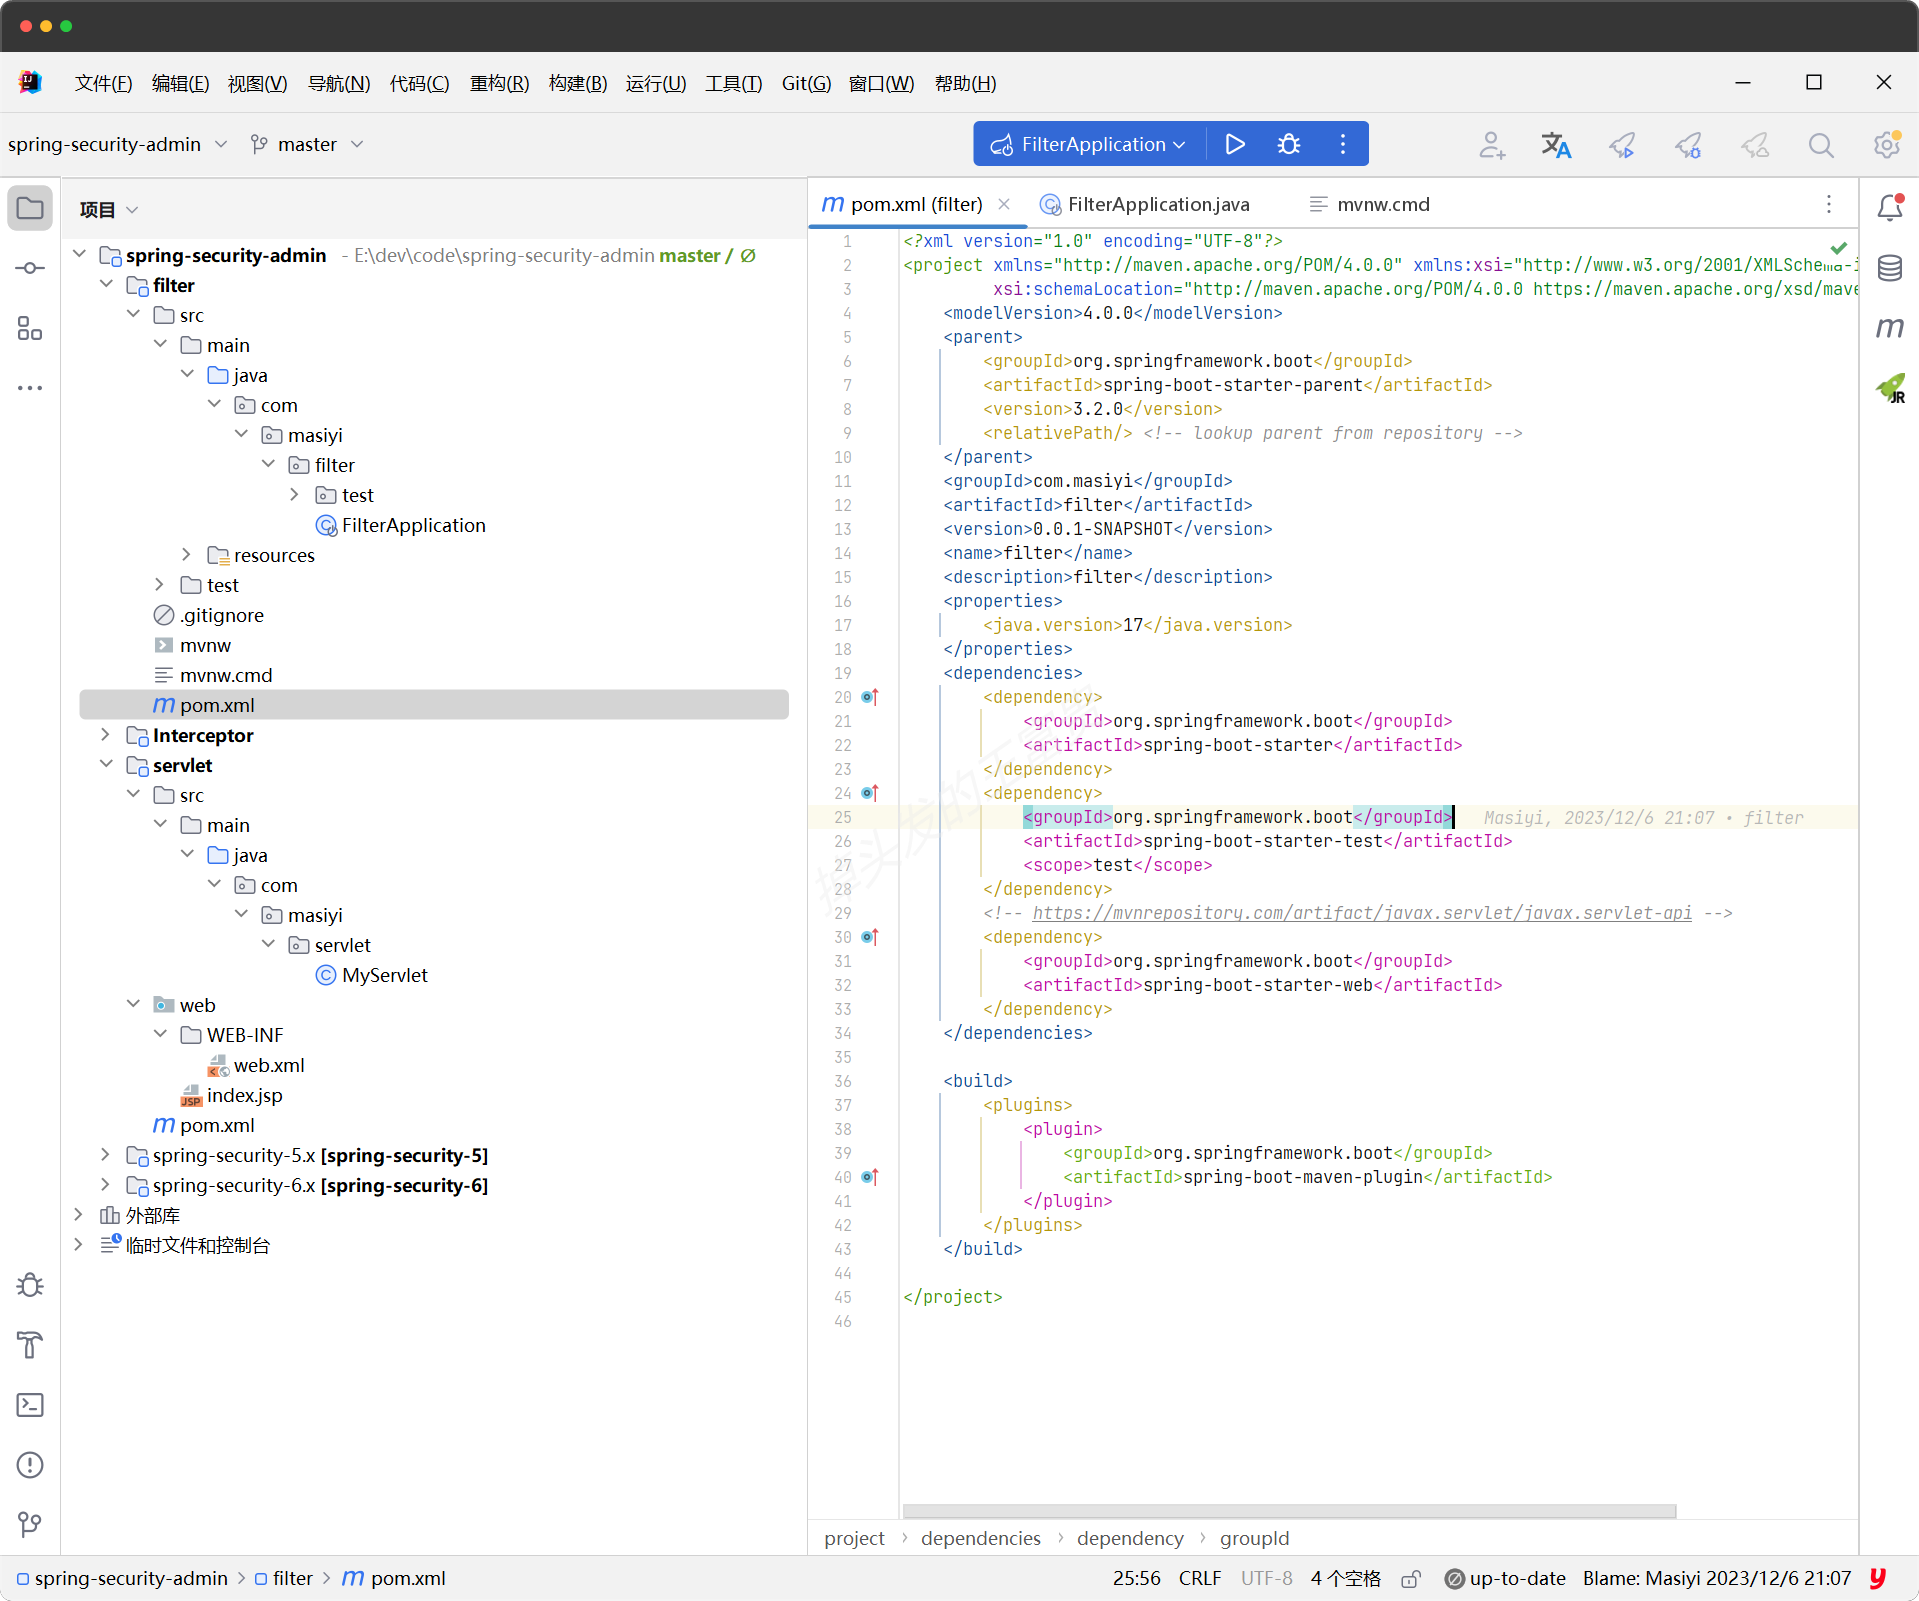 文件(F) 编辑(E) 视图(V) 导航(N) 代码(C) 重构(R) 构建(B) 运行(U) 工具(T) Git(G) 窗口(W) 帮助(H)
spring-security-admin master FilterApplication
项目
spring-security-admin - E:\dev\code\spring-security-admin master / Ø
filter
src
main
java
com
masiyi
filter
test
FilterApplication
resources
test
.gitignore
mvnw
mvnw.cmd
pom.xml
Interceptor
servlet
src
main
java
com
masiyi
servlet
MyServlet
web
WEB-INF
web.xml
index.jsp
pom.xml
spring-security-5.x [spring-security-5]
spring-security-6.x [spring-security-6]
外部库
临时文件和控制台
pom.xml (filter) FilterApplication.java mvnw.cmd
1 <?xml version="1.0" encoding="UTF-8"?>
2 <project xmlns="http://maven.apache.org/POM/4.0.0" xmlns:xsi="http://www.w3.org/2001/XMLSchema-i
3 xsi:schemaLocation="http://maven.apache.org/POM/4.0.0 https://maven.apache.org/xsd/mave
4 <modelVersion>4.0.0</modelVersion>
5 <parent>
6 <groupId>org.springframework.boot</groupId>
7 <artifactId>spring-boot-starter-parent</artifactId>
8 <version>3.2.0</version>
9 <relativePath/> <!-- lookup parent from repository -->
10 </parent>
11 <groupId>com.masiyi</groupId>
12 <artifactId>filter</artifactId>
13 <version>0.0.1-SNAPSHOT</version>
14 <name>filter</name>
15 <description>filter</description>
16 <properties>
17 <java.version>17</java.version>
18 </properties>
19 <dependencies>
20 <dependency>
21 <groupId>org.springframework.boot</groupId>
22 <artifactId>spring-boot-starter</artifactId>
23 </dependency>
24 <dependency>
25 <groupId>org.springframework.boot</groupId> Masiyi, 2023/12/6 21:07 • filter
26 <artifactId>spring-boot-starter-test</artifactId>
27 <scope>test</scope>
28 </dependency>
29 <!-- https://mvnrepository.com/artifact/javax.servlet/javax.servlet-api -->
30 <dependency>
31 <groupId>org.springframework.boot</groupId>
32 <artifactId>spring-boot-starter-web</artifactId>
33 </dependency>
34 </dependencies>
35
36 <build>
37 <plugins>
38 <plugin>
39 <groupId>org.springframework.boot</groupId>
40 <artifactId>spring-boot-maven-plugin</artifactId>
41 </plugin>
42 </plugins>
43 </build>
44
45 </project>
46
project › dependencies › dependency › groupId
spring-security-admin > filter > m pom.xml 25:56 CRLF UTF-8 4 个空格 up-to-date Blame: Masiyi 2023/12/6 21:07